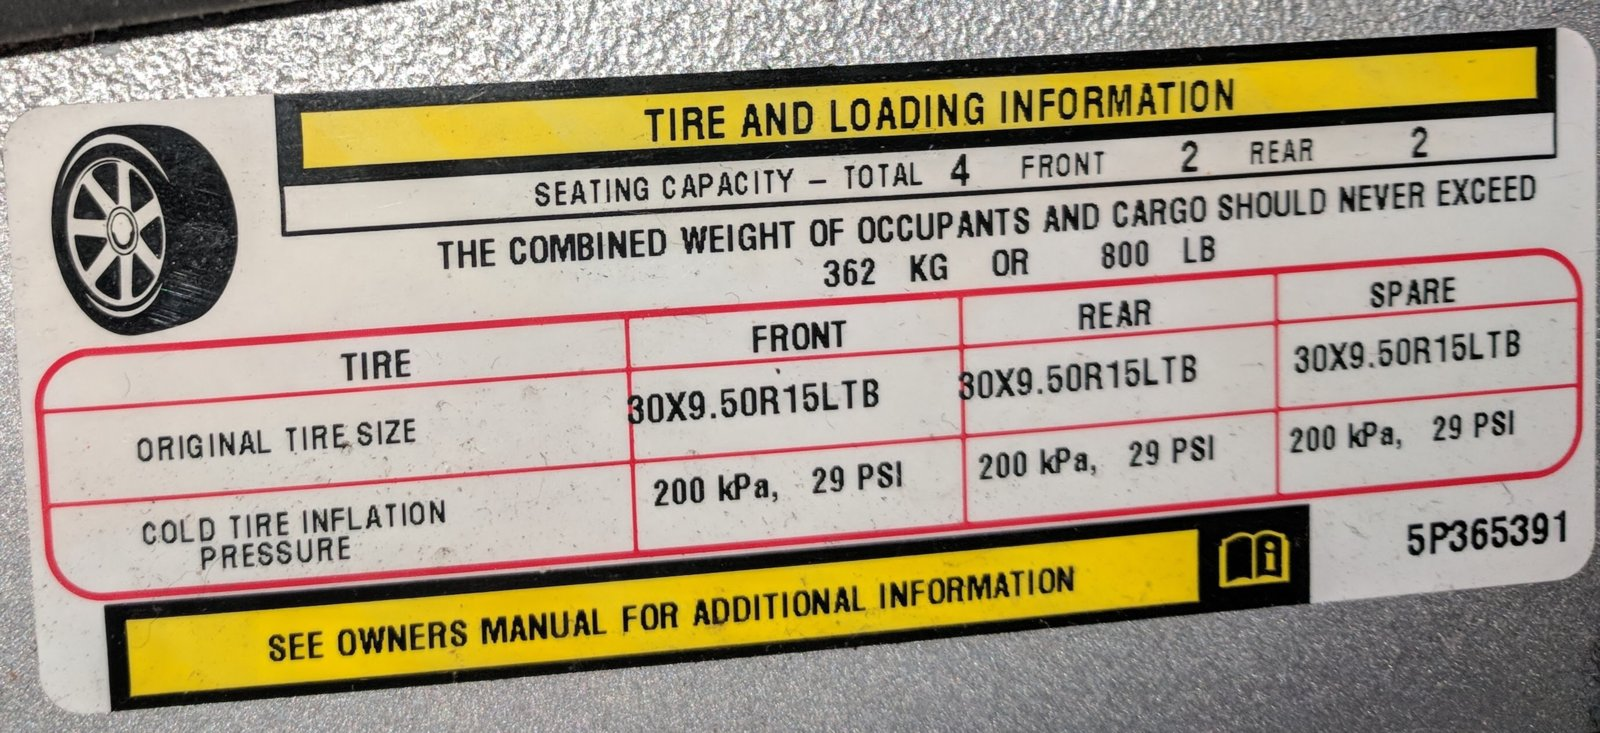 TIRE AND LOADING INFORMATION
SEATING CAPACITY – TOTAL 4 FRONT 2 REAR 2
THE COMBINED WEIGHT OF OCCUPANTS AND CARGO SHOULD NEVER EXCEED
362 KG OR 800 LB
TIRE FRONT REAR SPARE
ORIGINAL TIRE SIZE 30X9.50R15LTB 30X9.50R15LTB 30X9.50R15LTB
COLD TIRE INFLATION
PRESSURE 200 kPa, 29 PSI 200 kPa, 29 PSI 200 kPa, 29 PSI
SEE OWNERS MANUAL FOR ADDITIONAL INFORMATION
5P365391